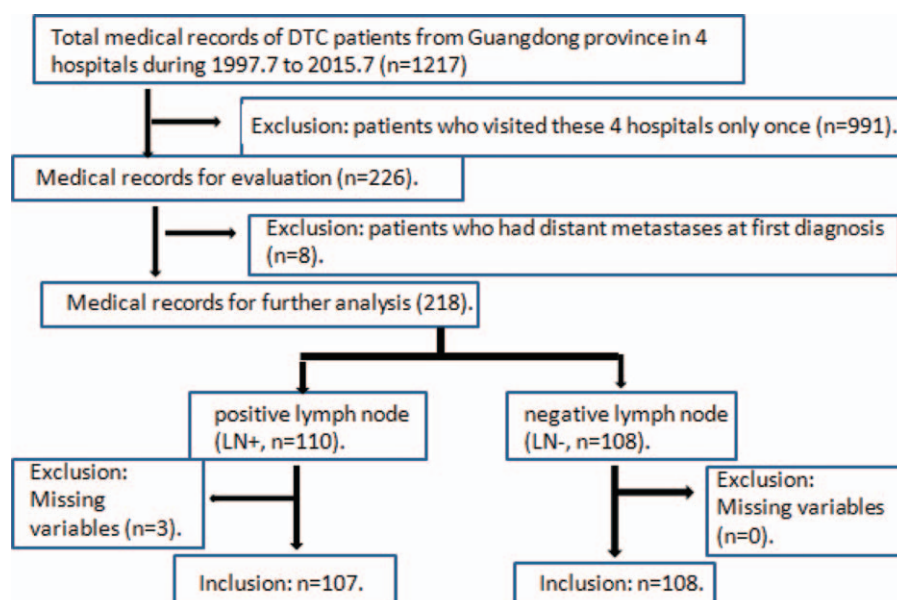 Total medical records of DTC patients from Guangdong province in 4
hospitals during 1997.7 to 2015.7 (n=1217)
Exclusion: patients who visited these 4 hospitals only once (n=991).
Medical records for evaluation (n=226).
Exclusion: patients who had distant metastases at first diagnosis
(n=8).
Medical records for further analysis (218).
positive lymph node
(LN+, n=110).
negative lymph node
(LN-, n=108).
Exclusion:
Missing
variables (n=3).
Exclusion:
Missing variables
(n=0).
Inclusion: n=107.
Inclusion: n=108.